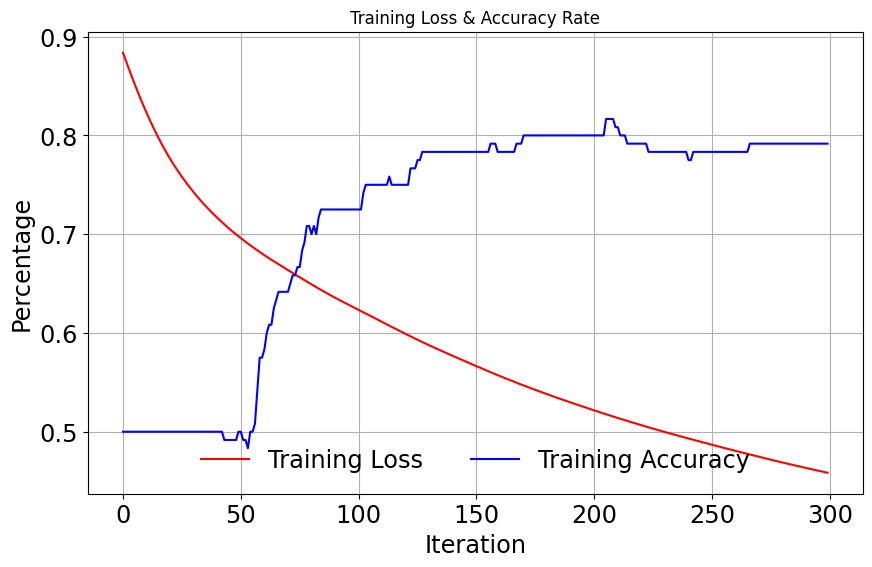 Training Loss & Accuracy Rate
Percentage
0.9
0.8
0.7
0.6
0.5
Training Loss Training Accuracy
0 50 100 150 200 250 300
Iteration